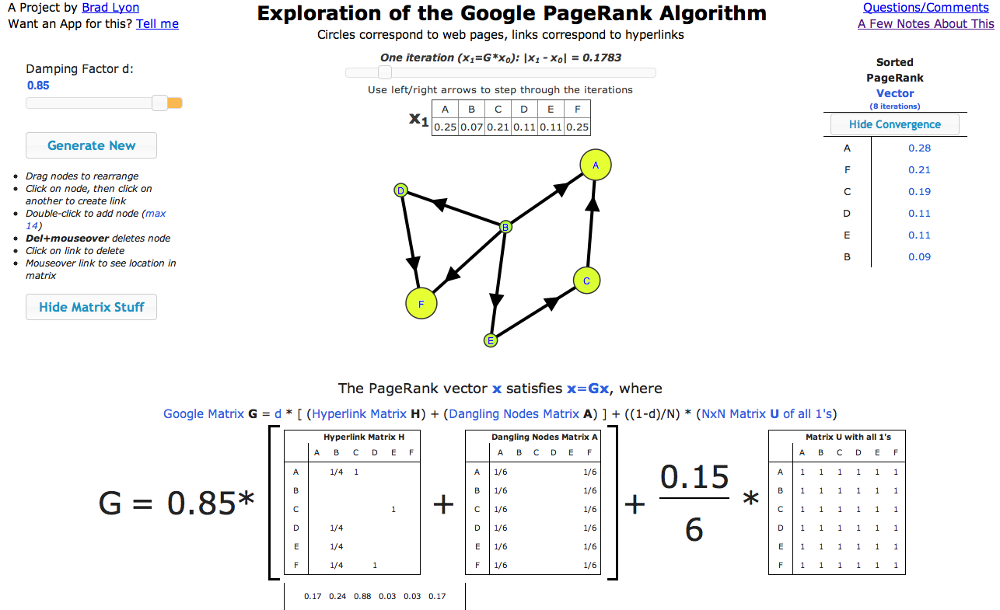 A Project by Brad Lyon
Want an App for this? Tell me
Exploration of the Google PageRank Algorithm
Circles correspond to web pages, links correspond to hyperlinks
Questions/Comments
A Few Notes About This
Damping Factor d:
0.85
Generate New
Drag nodes to rearrange
Click on node, then click on
another to create link
Double-click to add node (max
14)
Del+mouseover deletes node
Click on link to delete
Mouseover link to see location in
matrix
Hide Matrix Stuff
One iteration (x₁=G*x₀): |x₁ - x₀| = 0.1783
Use left/right arrows to step through the iterations
x₁
A B C D E F
0.25 0.07 0.21 0.11 0.11 0.25
A
D
B
C
F
E
Sorted
PageRank
Vector
(8 iterations)
Hide Convergence
A 0.28
F 0.21
C 0.19
D 0.11
E 0.11
B 0.09
The PageRank vector x satisfies x=Gx, where
Google Matrix G = d * [ (Hyperlink Matrix H) + (Dangling Nodes Matrix A) ] + ((1-d)/N) * (NxN Matrix U of all 1's)
G = 0.85*
Hyperlink Matrix H
A B C D E F
A 1/4 1
B
C 1
D 1/4
E 1/4
F 1/4 1
+
Dangling Nodes Matrix A
A B C D E F
A 1/6 1/6
B 1/6 1/6
C 1/6 1/6
D 1/6 1/6
E 1/6 1/6
F 1/6 1/6
+
0.15
6
*
Matrix U with all 1's
A B C D E F
A 1 1 1 1 1 1
B 1 1 1 1 1 1
C 1 1 1 1 1 1
D 1 1 1 1 1 1
E 1 1 1 1 1 1
F 1 1 1 1 1 1
0.17 0.24 0.88 0.03 0.03 0.17